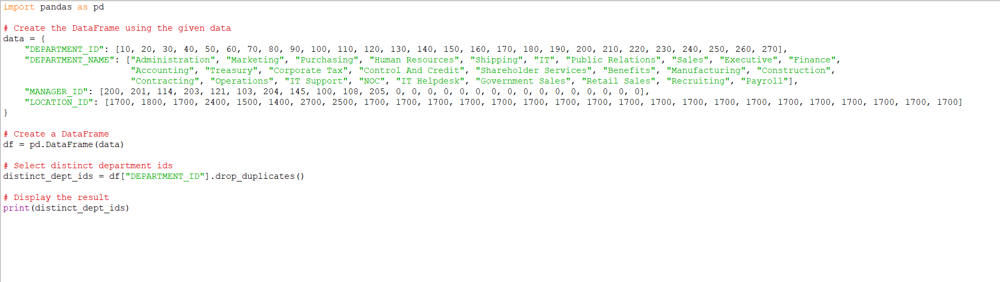 import pandas as pd
# Create the DataFrame using the given data
data = {
    "DEPARTMENT_ID": [10, 20, 30, 40, 50, 60, 70, 80, 90, 100, 110, 120, 130, 140, 150, 160, 170, 180, 190, 200, 210, 220, 230, 240, 250, 260, 270],
    "DEPARTMENT_NAME": ["Administration", "Marketing", "Purchasing", "Human Resources", "Shipping", "IT", "Public Relations", "Sales", "Executive", "Finance",
                        "Accounting", "Treasury", "Corporate Tax", "Control And Credit", "Shareholder Services", "Benefits", "Manufacturing", "Construction",
                        "Contracting", "Operations", "IT Support", "NOC", "IT Helpdesk", "Government Sales", "Retail Sales", "Recruiting", "Payroll"],
    "MANAGER_ID": [200, 201, 114, 203, 121, 103, 204, 145, 100, 108, 205, 0, 0, 0, 0, 0, 0, 0, 0, 0, 0, 0, 0, 0, 0, 0, 0],
    "LOCATION_ID": [1700, 1800, 1700, 2400, 1500, 1400, 2700, 2500, 1700, 1700, 1700, 1700, 1700, 1700, 1700, 1700, 1700, 1700, 1700, 1700, 1700, 1700, 1700, 1700, 1700, 1700, 1700]
}
# Create a DataFrame
df = pd.DataFrame(data)
# Select distinct department ids
distinct_dept_ids = df["DEPARTMENT_ID"].drop_duplicates()
# Display the result
print(distinct_dept_ids)